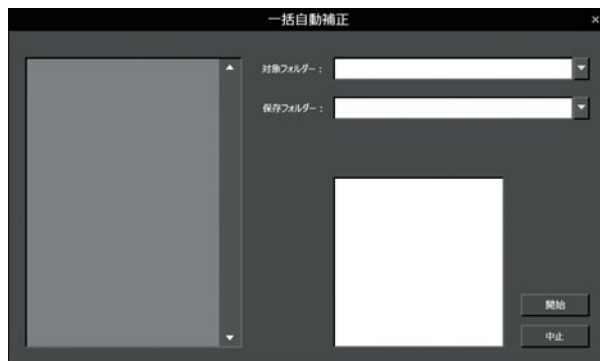 一括自動補正
対象フォルダー：
保存フォルダー：
開始
中止